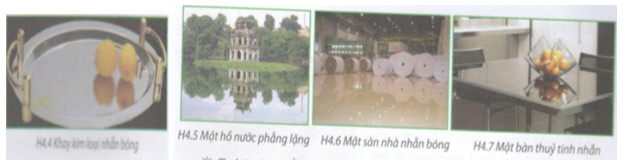 H4.4 Khay kim loại nhẵn bóng
H4.5 Mặt hồ nước phẳng lặng
H4.6 Mặt sàn nhà nhẵn bóng
H4.7 Mặt bàn thuỷ tinh nhẵn